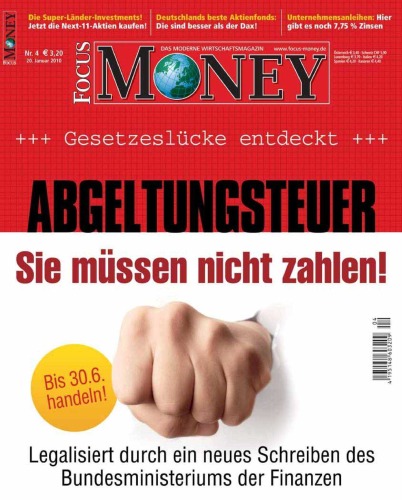 Die Super-Länder-Investments!
Jetzt die Next-11-Aktien kaufen!
Deutschlands beste Aktienfonds:
Die sind besser als der Dax!
Unternehmensanleihen: Hier
gibt es noch 7,75 % Zinsen
Nr. 4 € 3,20
20. Januar 2010
DAS MODERNE WIRTSCHAFTSMAGAZIN
www.focus-money.de
FOCUS
MONEY
+++ Gesetzeslücke entdeckt +++
ABGELTUNGSTEUER
Sie müssen nicht zahlen!
Bis 30.6.
handeln!
Legalisiert durch ein neues Schreiben des
Bundesministeriums der Finanzen
04